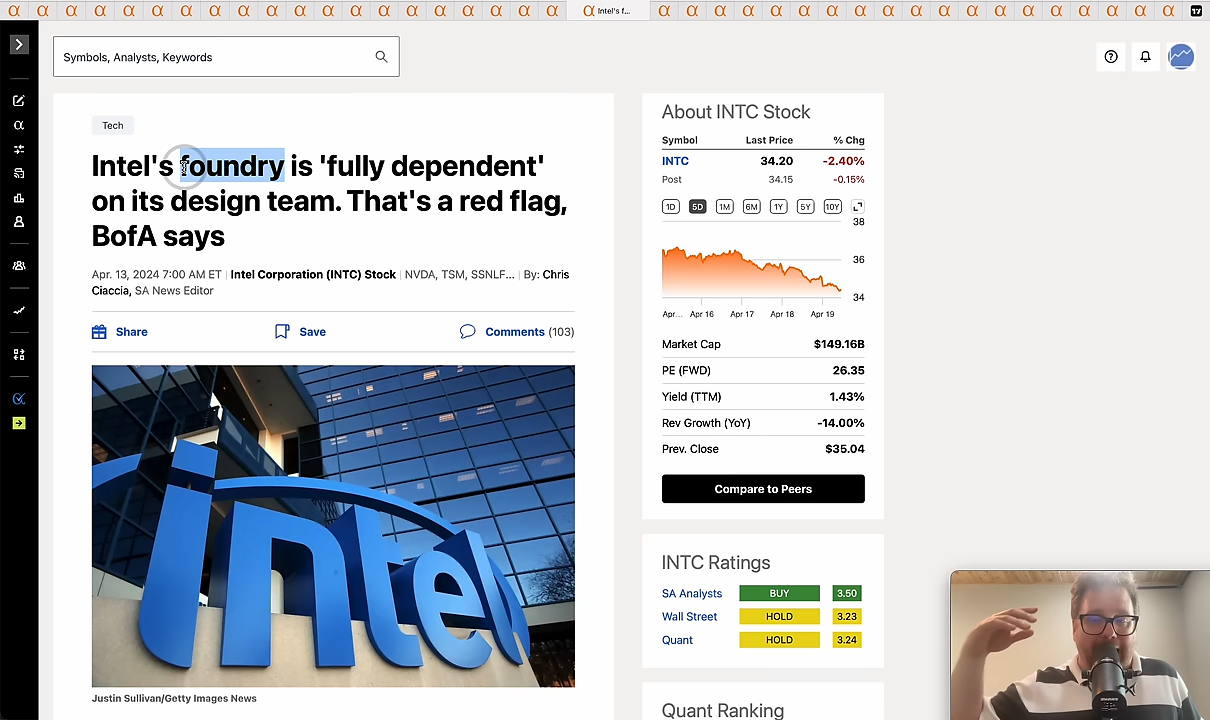 Intel's f...
Symbols, Analysts, Keywords
Tech
Intel's foundry is 'fully dependent'
on its design team. That's a red flag,
BofA says
Apr. 13, 2024 7:00 AM ET | Intel Corporation (INTC) Stock | NVDA, TSM, SSNLF... | By: Chris
Ciaccia, SA News Editor
Share
Save
Comments (103)
intel
Justin Sullivan/Getty Images News
About INTC Stock
Symbol Last Price % Chg
INTC 34.20 -2.40%
Post 34.15 -0.15%
1D 5D 1M 6M 1Y 5Y 10Y
38
36
34
Apr... Apr 16 Apr 17 Apr 18 Apr 19
Market Cap $149.16B
PE (FWD) 26.35
Yield (TTM) 1.43%
Rev Growth (YoY) -14.00%
Prev. Close $35.04
Compare to Peers
INTC Ratings
SA Analysts BUY 3.50
Wall Street HOLD 3.23
Quant HOLD 3.24
Quant Ranking